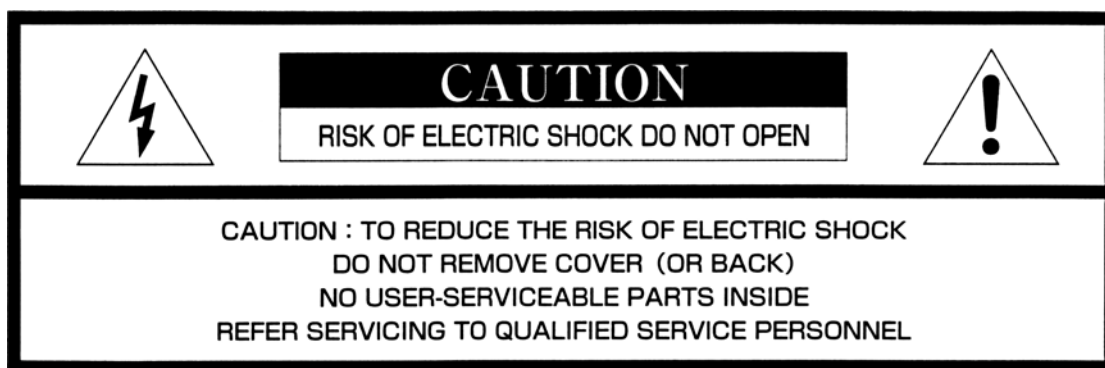 CAUTION
RISK OF ELECTRIC SHOCK DO NOT OPEN
CAUTION : TO REDUCE THE RISK OF ELECTRIC SHOCK
DO NOT REMOVE COVER (OR BACK)
NO USER-SERVICEABLE PARTS INSIDE
REFER SERVICING TO QUALIFIED SERVICE PERSONNEL